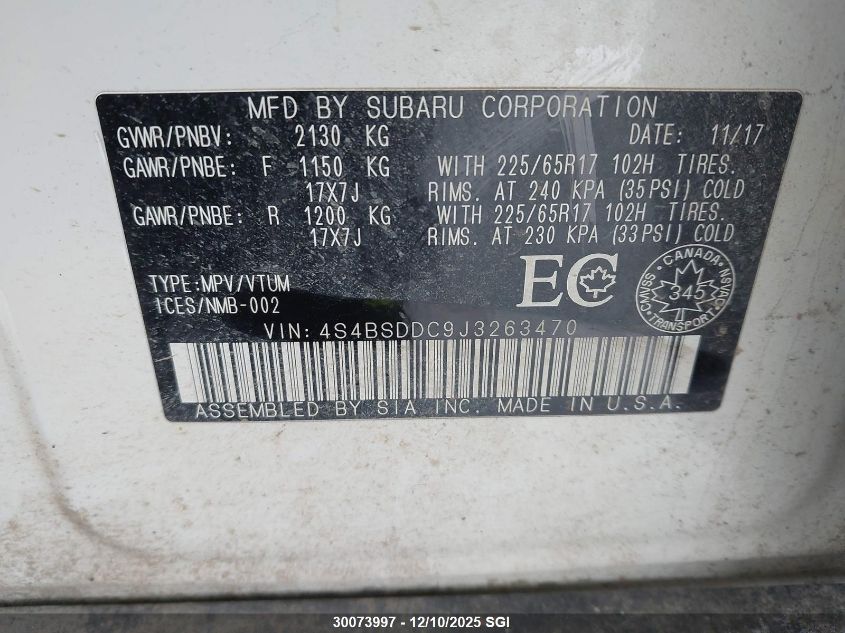 MFD BY SUBARU CORPORATION
GVWR/PNBV: 2130 KG DATE: 11/17
GAWR/PNBE: F 1150 KG WITH 225/65R17 102H TIRES.
17X7J RIMS. AT 240 KPA (35PSI) COLD
GAWR/PNBE: R 1200 KG WITH 225/65R17 102H TIRES.
17X7J RIMS. AT 230 KPA (33PSI) COLD
TYPE:MPV/VTUM
ICES/NMB-002
EC
CANADA
CMVSS 345 NSVAC
TRANSPORT
VIN: 4S4BSDDC9J3263470
ASSEMBLED BY SIA INC. MADE IN U.S.A.
30073997 - 12/10/2025 SGI